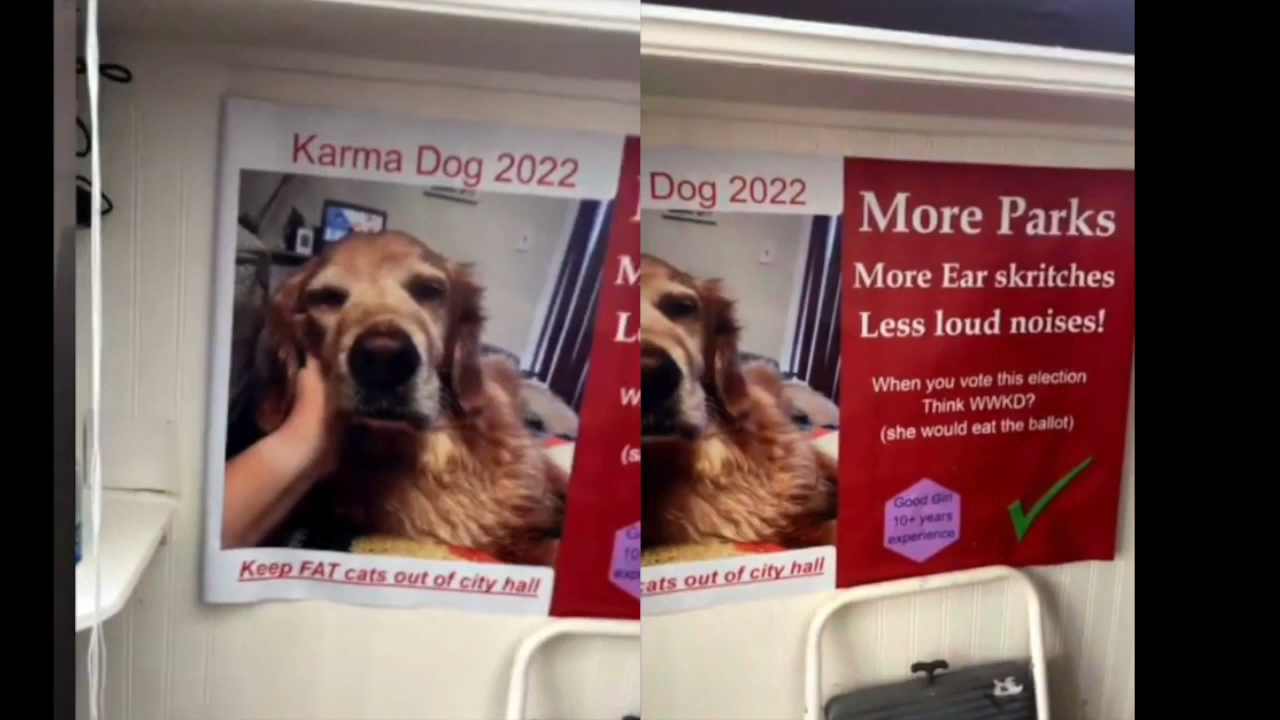 Karma Dog 2022
Keep FAT cats out of city hall
Dog 2022
cats out of city hall
More Parks
More Ear skritches
Less loud noises!
When you vote this election
Think WWKD?
(she would eat the ballot)
Good Girl
10+ years
experience